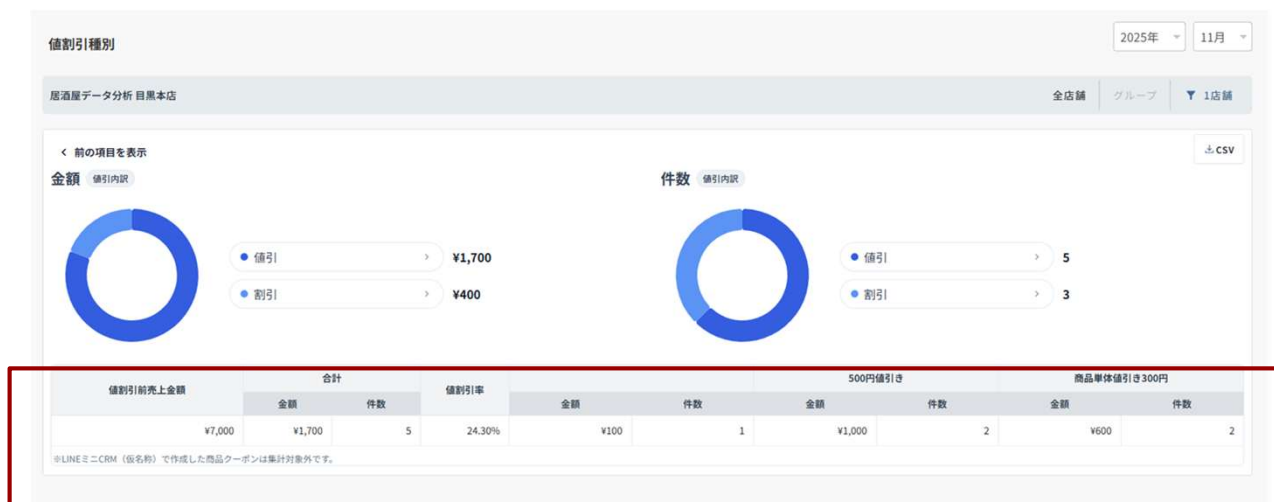 値割引種別
2025年 11月
居酒屋データ分析 目黒本店
全店舗 グループ 1店舗
前の項目を表示
CSV
金額 値引内訳
値引 ¥1,700
割引 ¥400
件数 値引内訳
値引 5
割引 3
値割引前売上金額 合計 値割引率 500円値引き 商品単体値引き300円
金額 件数 金額 件数 金額 件数 金額 件数
¥7,000 ¥1,700 5 24.30% ¥100 1 ¥1,000 2 ¥600 2
※LINEミニCRM（仮名称）で作成した商品クーポンは集計対象外です。